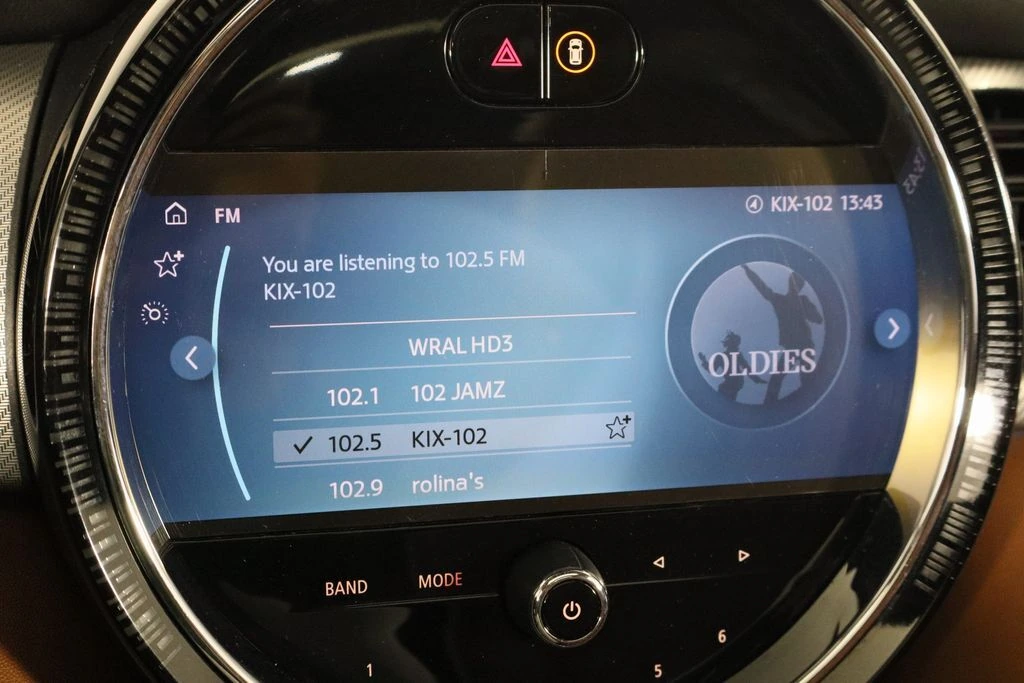 FM
KIX-102 13:43
You are listening to 102.5 FM
KIX-102
WRAL HD3
102.1 102 JAMZ
102.5 KIX-102
102.9 rolina's
OLDIES
BAND MODE
1 5 6